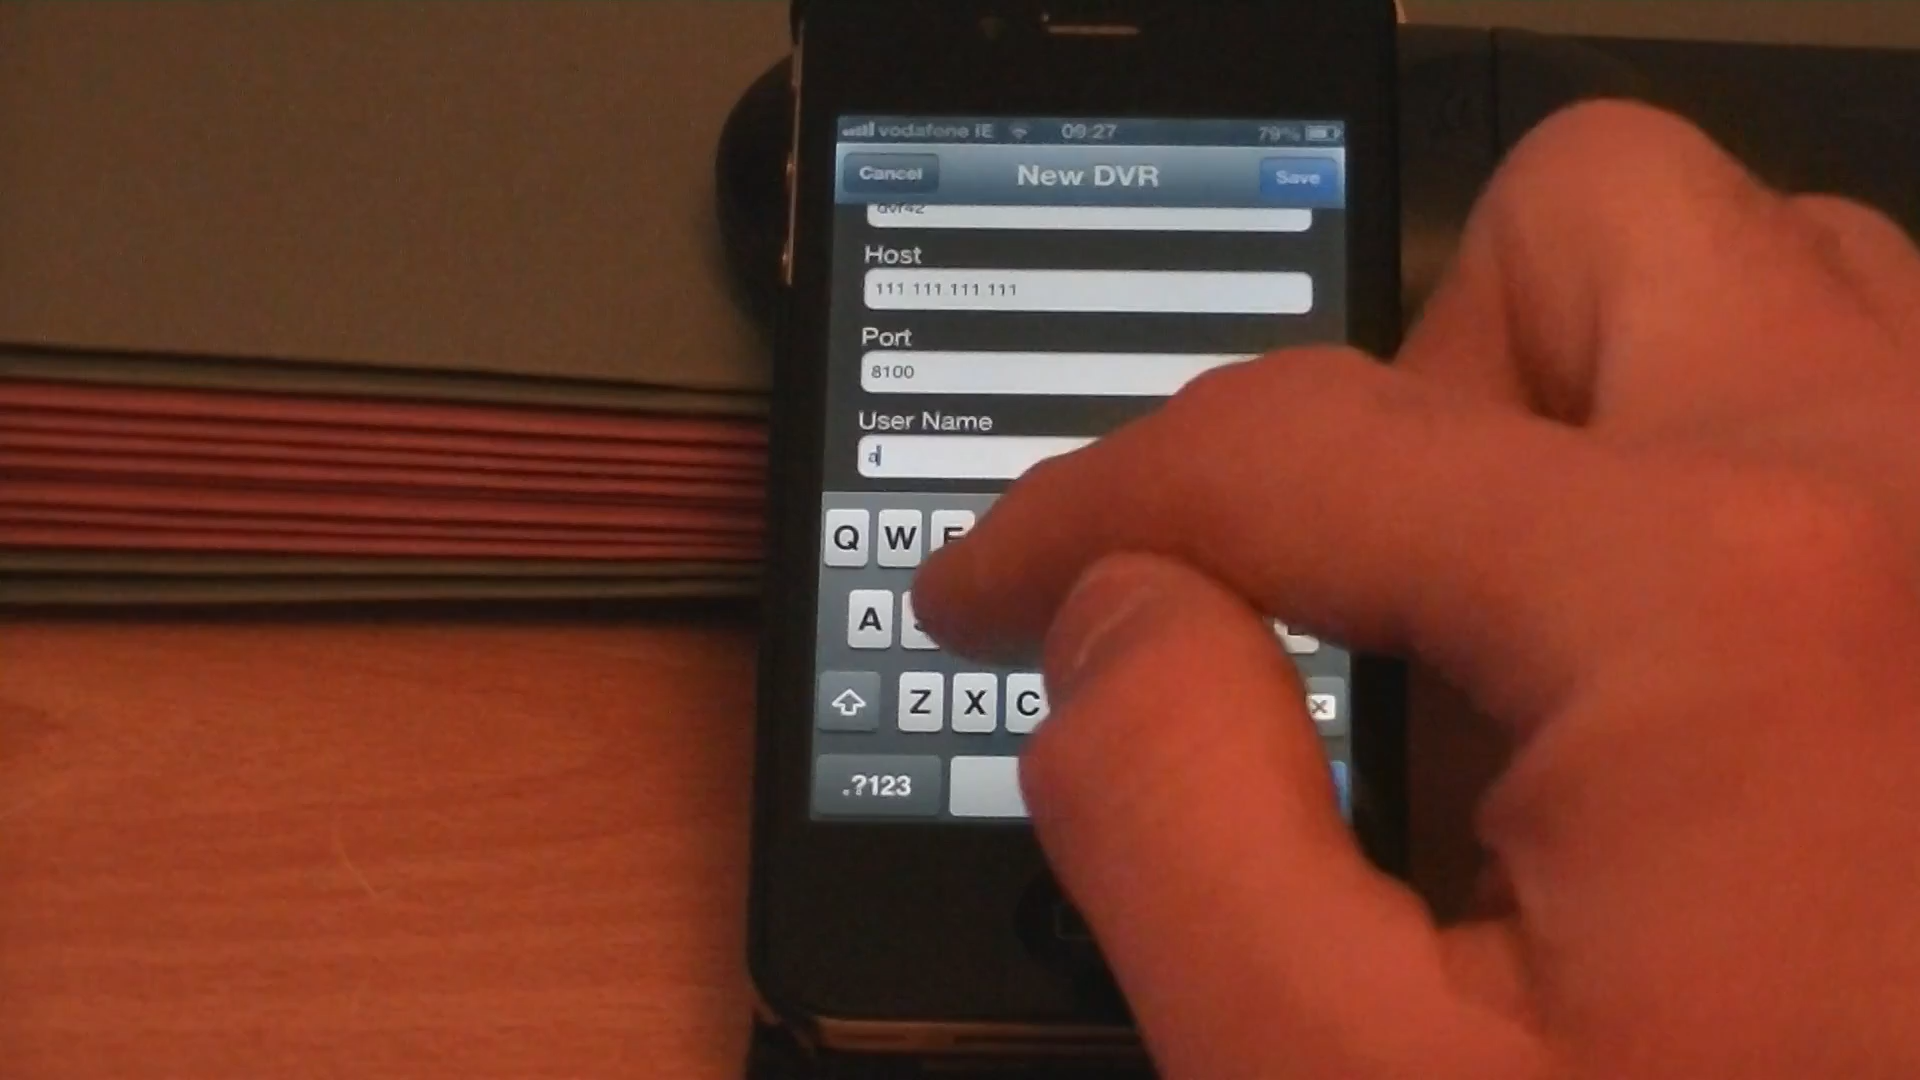 vodafone IE 09:27 79%
Cancel New DVR Save
dvr42
Host
111.111.111.111
Port
8100
User Name
a
Q W E
A S
Z X C
.?123